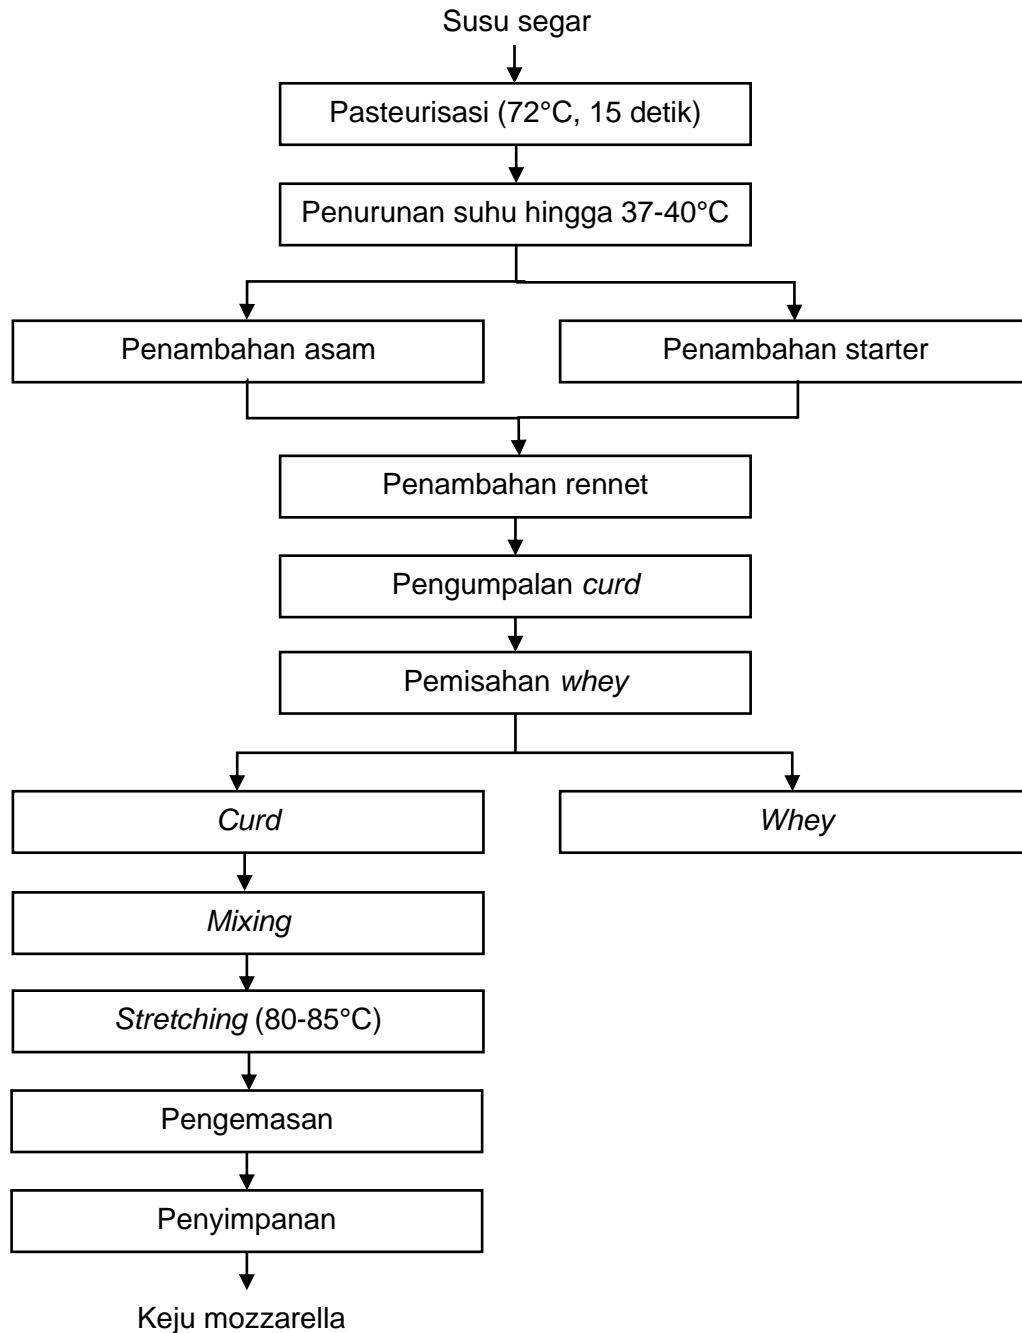 Susu segar
Pasteurisasi (72°C, 15 detik)
Penurunan suhu hingga 37-40°C
Penambahan asam
Penambahan starter
Penambahan rennet
Pengumpalan curd
Pemisahan whey
Curd
Whey
Mixing
Stretching (80-85°C)
Pengemasan
Penyimpanan
Keju mozzarella